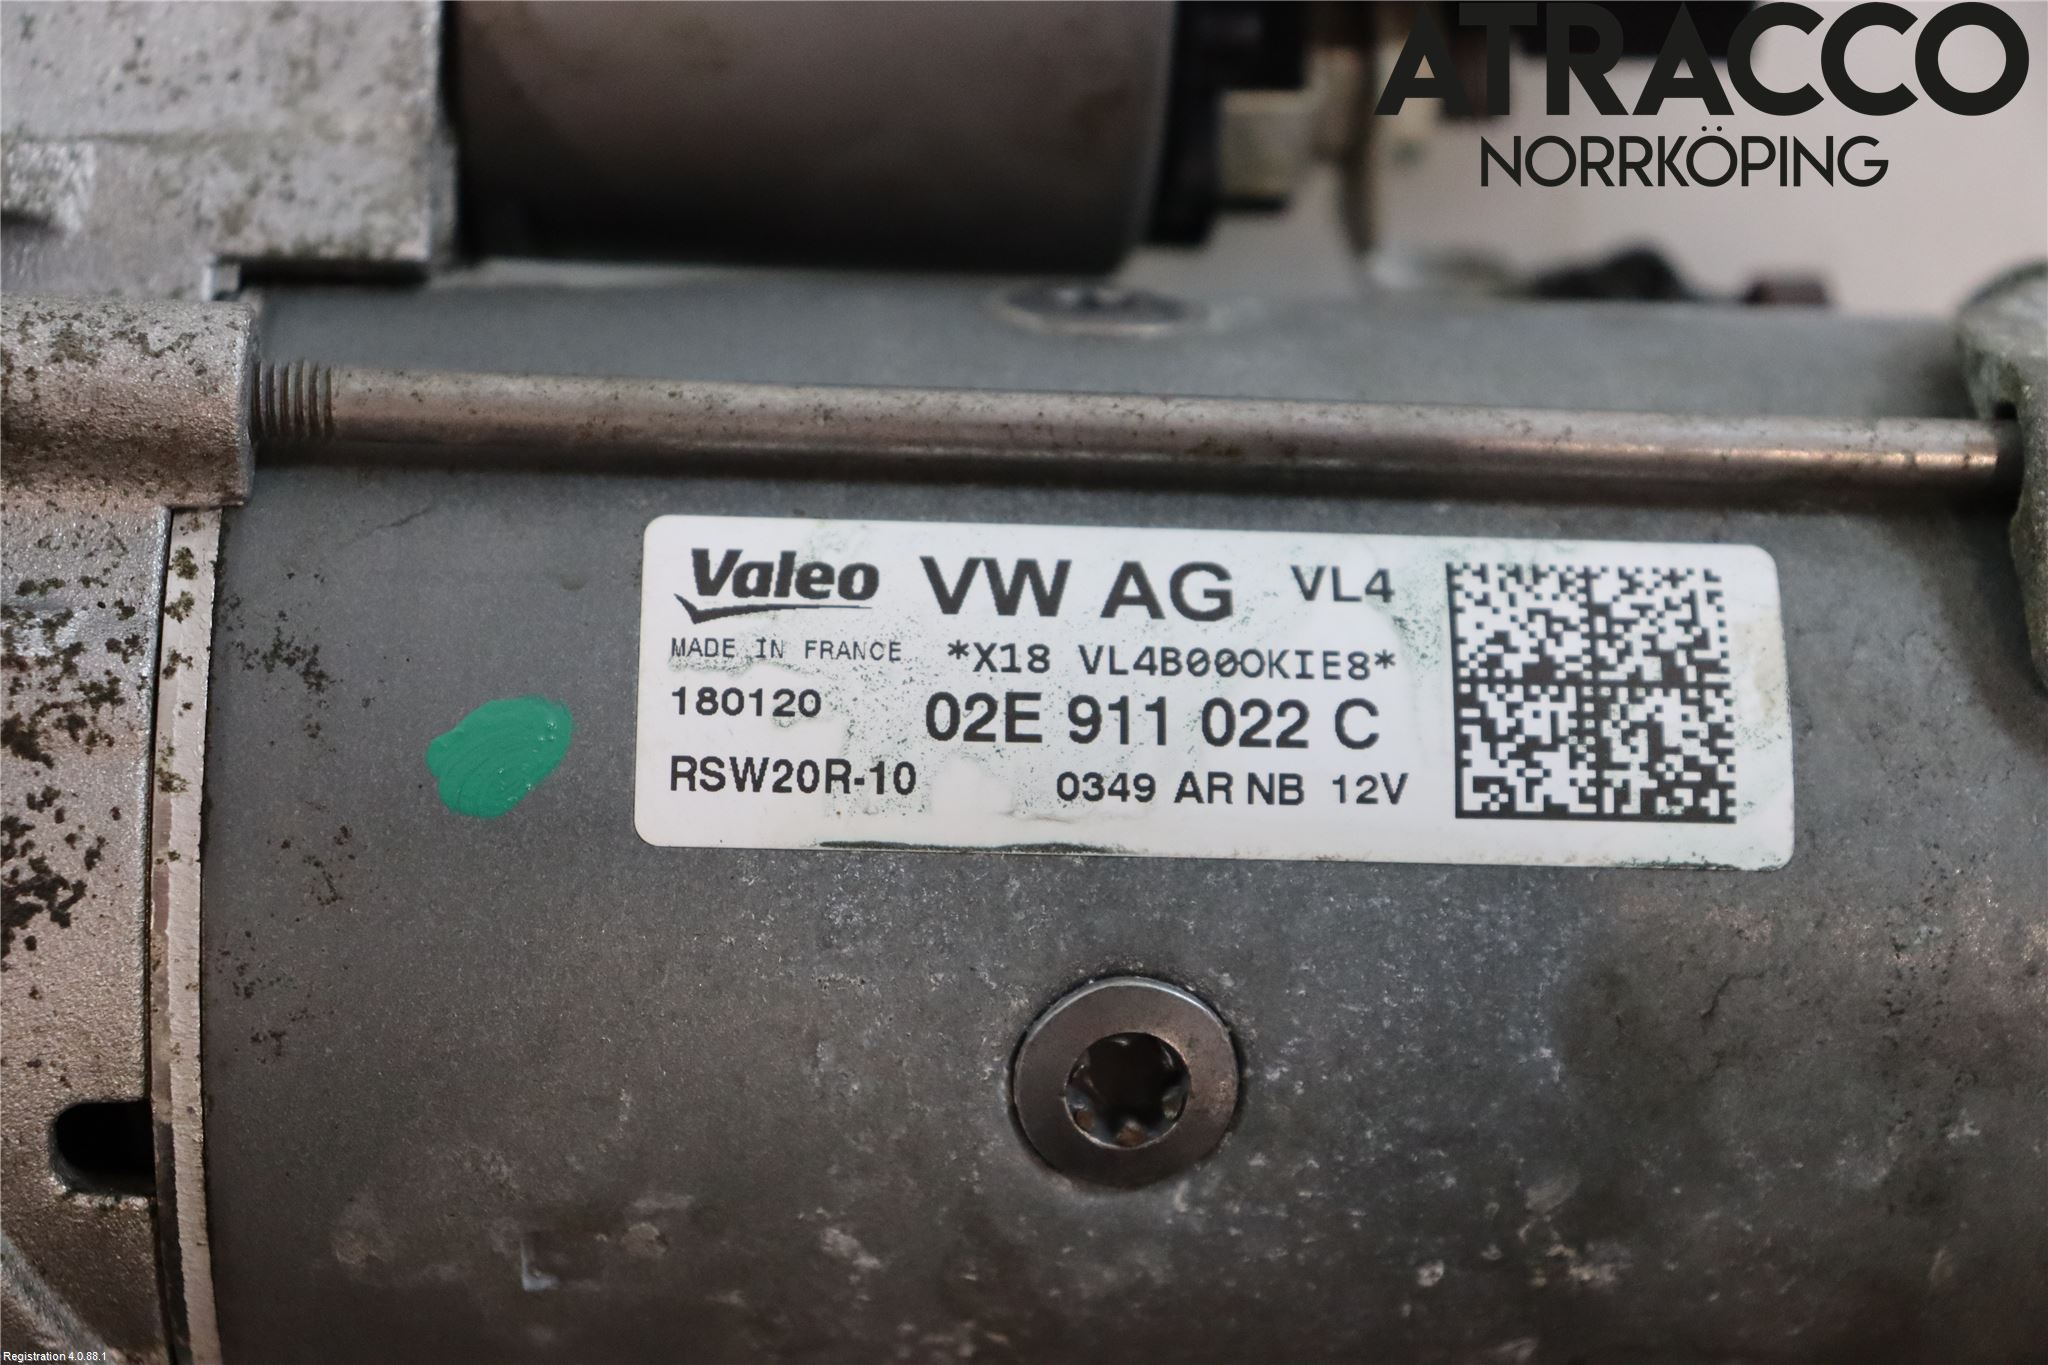 ATRACCO
NORRKÖPING
Valeo VW AG VL4
MADE IN FRANCE *X18 VL4B00OKIE8*
180120 02E 911 022 C
RSW20R-10 0349 AR NB 12V
Registration 4.0.88.1